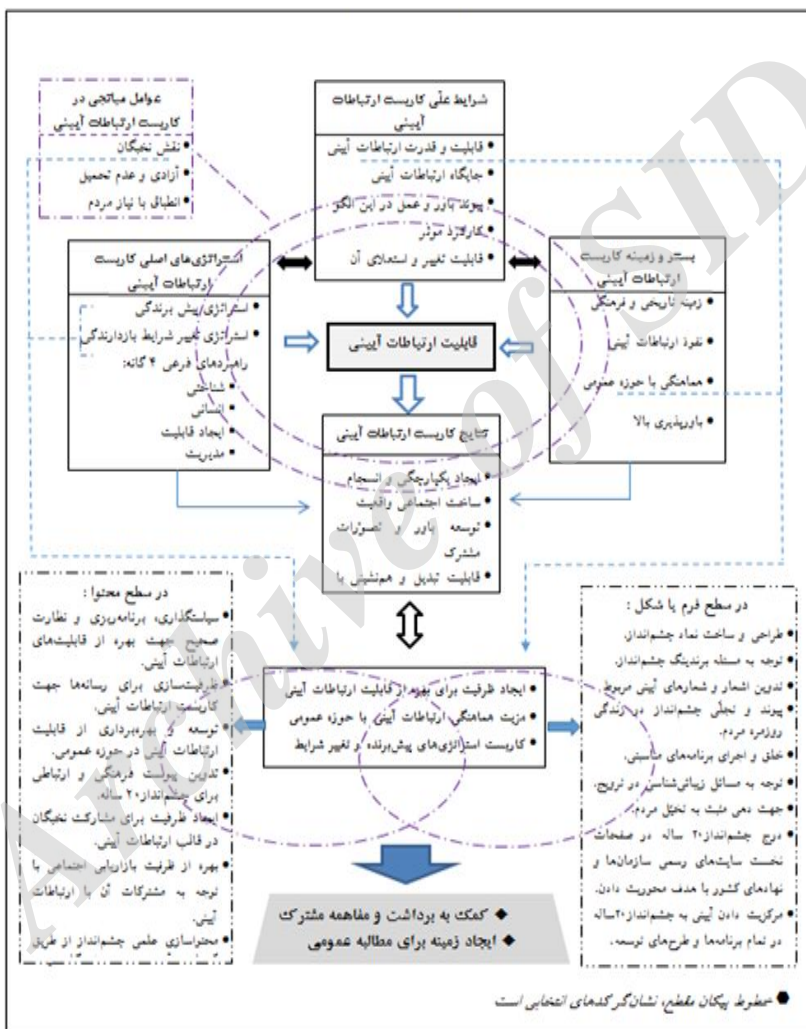 شرایط علّی کاربست ارتباطات
آیینی
قابلیت و قدرت ارتباطات آیینی
جایگاه ارتباطات آیینی
پیوند باور و عمل در این الگو
کارکرد موثر
قابلیت تغییر و استعلای آن
عوامل میانجی در
کاربست ارتباطات آیینی
نقش نخبگان
آزادی و عدم تحمیل
انطباق با نیاز مردم
بستر و زمینه کاربست
ارتباطات آیینی
زمینه تاریخی و فرهنگی
نفوذ ارتباطات آیینی
هماهنگی با حوزه عمومی
باورپذیری بالا
قابلیت ارتباطات آیینی
استراتژی‌های اصلی کاربست
ارتباطات آیینی
استراتژی پیش برندگی
استراتژی تغییر شرایط بازدارندگی
راهبردهای فرعی ۴ گانه:
شناختی
انسانی
ایجاد قابلیت
مدیریت
نتایج کاربست ارتباطات آیینی
ایجاد یکپارچگی و انسجام
ساخت اجتماعی واقعیت
توسعه باور و تصورات
مشترک
قابلیت تبدیل و هم‌نشینی با
در سطح فرم یا شکل :
طراحی و ساخت نماد چشم‌انداز.
توجه به مسئله برندینگ چشم‌انداز.
تدوین اشعار و شعارهای آیینی مربوط
پیوند و تجلّی چشم‌انداز در زندگی
روزمره مردم.
خلق و اجرای برنامه‌های مناسبتی.
توجه به مسائل زیبائی‌شناسی در ترویج.
جهت دهی مثبت به تخیّل مردم.
درج چشم‌انداز۲۰ ساله در صفحات
نخست سایت‌های رسمی سازمان‌ها و
نهادهای کشور با هدف محوریت دادن.
مرکزیت دادن آیینی به چشم‌انداز۲۰ساله
در تمام برنامه‌ها و طرح‌های توسعه.
ایجاد ظرفیت برای بهره از قابلیت ارتباطات آیینی
مزیت هماهنگی ارتباطات آیینی با حوزه عمومی
کاربست استراتژی‌های پیش‌برنده و تغییر شرایط
در سطح محتوا :
سیاستگذاری، برنامه‌ریزی و نظارت
صحیح جهت بهره از قابلیت‌های
ارتباطات آیینی.
ظرفیت‌سازی برای رسانه‌ها جهت
کاربست ارتباطات آیینی.
توسعه و بهره‌برداری از قابلیت
ارتباطات آیینی در حوزه عمومی.
تدوین پیوست فرهنگی و ارتباطی
برای چشم‌انداز۲۰ ساله.
ایجاد ظرفیت برای مشارکت نخبگان
در قالب ارتباطات آیینی.
بهره از ظرفیت بازاریابی اجتماعی با
توجه به مشترکات آن با ارتباطات
آیینی.
محتواسازی علمی چشم‌انداز از طریق
کمک به برداشت و مفاهمه مشترک
ایجاد زمینه برای مطالبه عمومی
خطوط پیکان مقطع، نشان‌گر کدهای انتخابی است
Archive of SID